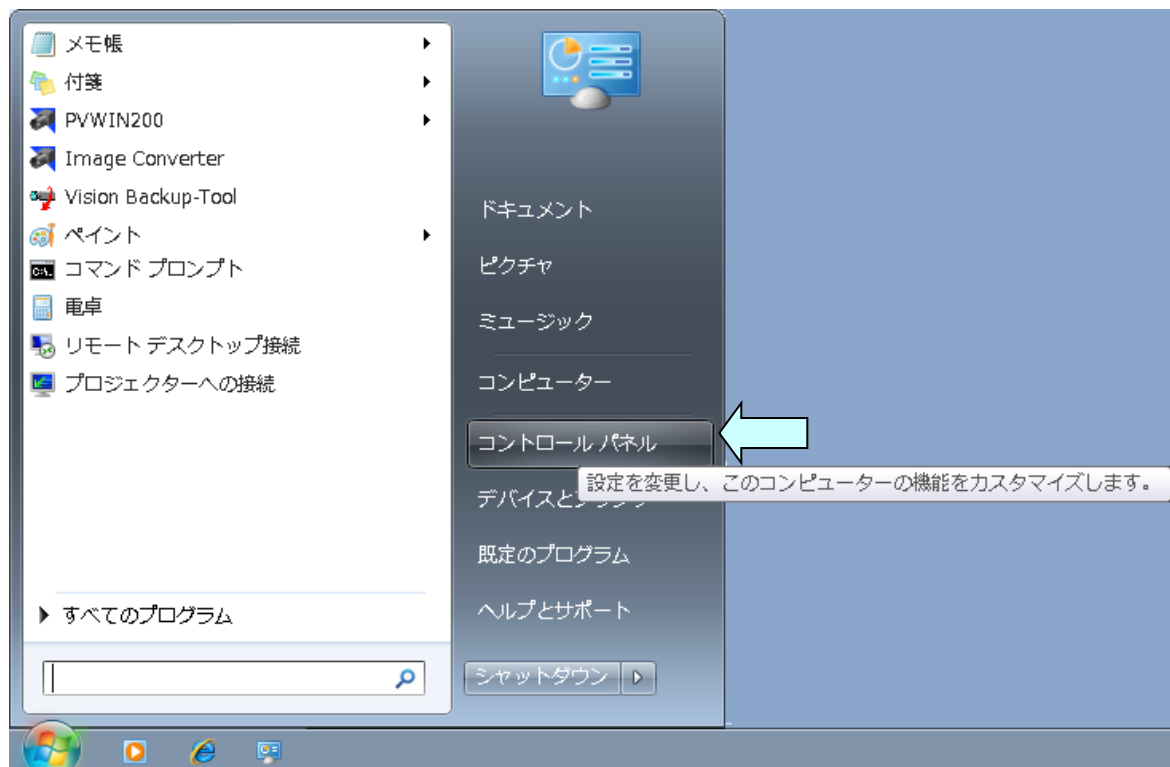 メモ帳
付箋
PVWIN200
Image Converter
Vision Backup-Tool
ペイント
コマンド プロンプト
電卓
リモート デスクトップ接続
プロジェクターへの接続
すべてのプログラム
ドキュメント
ピクチャ
ミュージック
コンピューター
コントロール パネル
設定を変更し、このコンピューターの機能をカスタマイズします。
デバイスと
既定のプログラム
ヘルプとサポート
シャットダウン